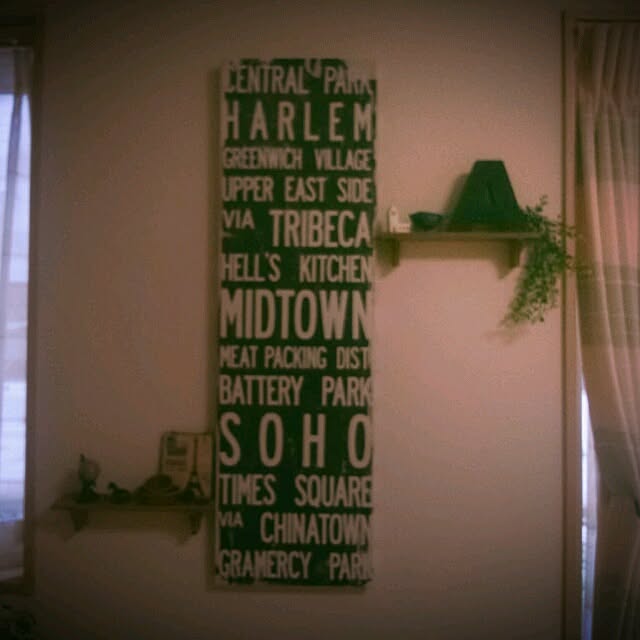 CENTRAL PARK
HARLEM
GREENWICH VILLAGE
UPPER EAST SIDE
VIA TRIBECA
HELL'S KITCHEN
MIDTOWN
MEAT PACKING DIST
BATTERY PARK
SOHO
TIMES SQUARE
VIA CHINATOWN
GRAMERCY PARK